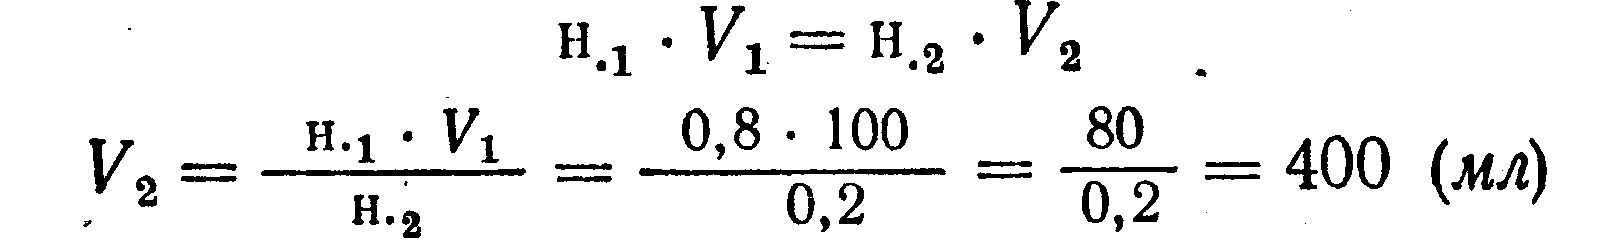 н.₁ · V₁ = н.₂ · V₂
V₂ = н.₁ · V₁ / н.₂ = 0,8 · 100 / 0,2 = 80 / 0,2 = 400 (мл)